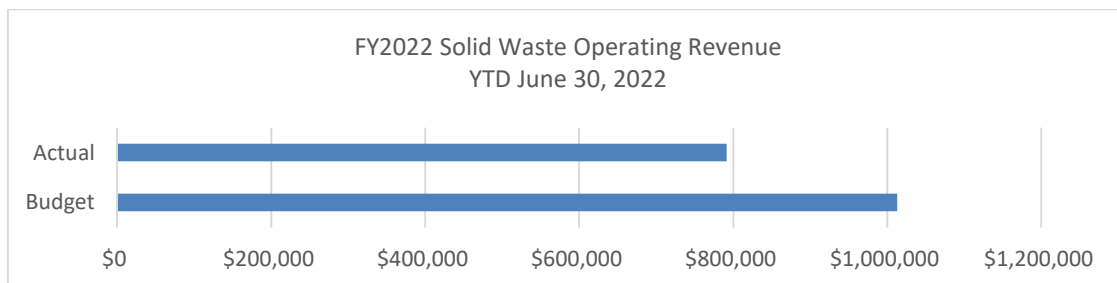 FY2022 Solid Waste Operating Revenue
YTD June 30, 2022
Actual
Budget
$0 $200,000 $400,000 $600,000 $800,000 $1,000,000 $1,200,000